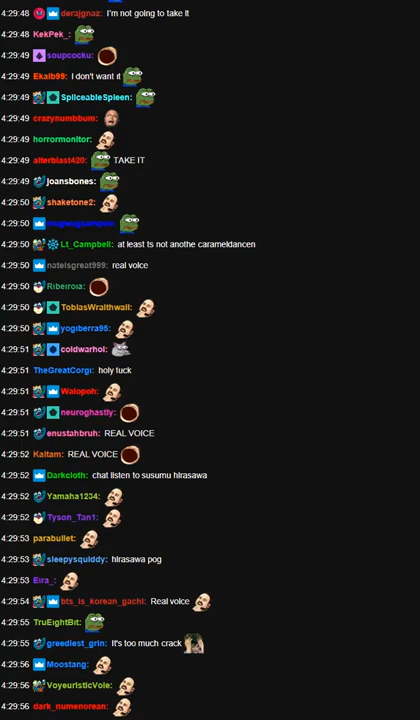 4:29:48 derajgnaz: I'm not going to take it
4:29:48 KekPek_:
4:29:49 soupcocku:
4:29:49 Ekalb99: I don't want it
4:29:49 SpliceableSpleen:
4:29:49 crazynumbbum:
4:29:49 horrormonitor:
4:29:49 alterblast420: TAKE IT
4:29:49 joansbones:
4:29:50 shaketone2:
4:29:50
4:29:50 Lt_Campbell: at least ts not anothe carameldancen
4:29:50 nateisgreat999: real voice
4:29:50 Ribeiroia:
4:29:50 TobiasWraithwall:
4:29:50 yogiberra95:
4:29:51 coldwarhol:
4:29:51 TheGreatCorgi: holy fuck
4:29:51 Walopoh:
4:29:51 neuroghastly:
4:29:51 enustahbruh: REAL VOICE
4:29:52 Kaltam: REAL VOICE
4:29:52 Darkcloth: chat listen to susumu hirasawa
4:29:52 Yamaha1234:
4:29:52 Tyson_Tan1:
4:29:53 parabullet:
4:29:53 sleepysquiddy: hirasawa pog
4:29:53 Eira_:
4:29:54 bts_is_korean_gachi: Real voice
4:29:55 TruEightBit:
4:29:55 greediest_grin: It's too much crack
4:29:56 Moostang:
4:29:56 VoyeuristicVole:
4:29:56 dark_numenorean: